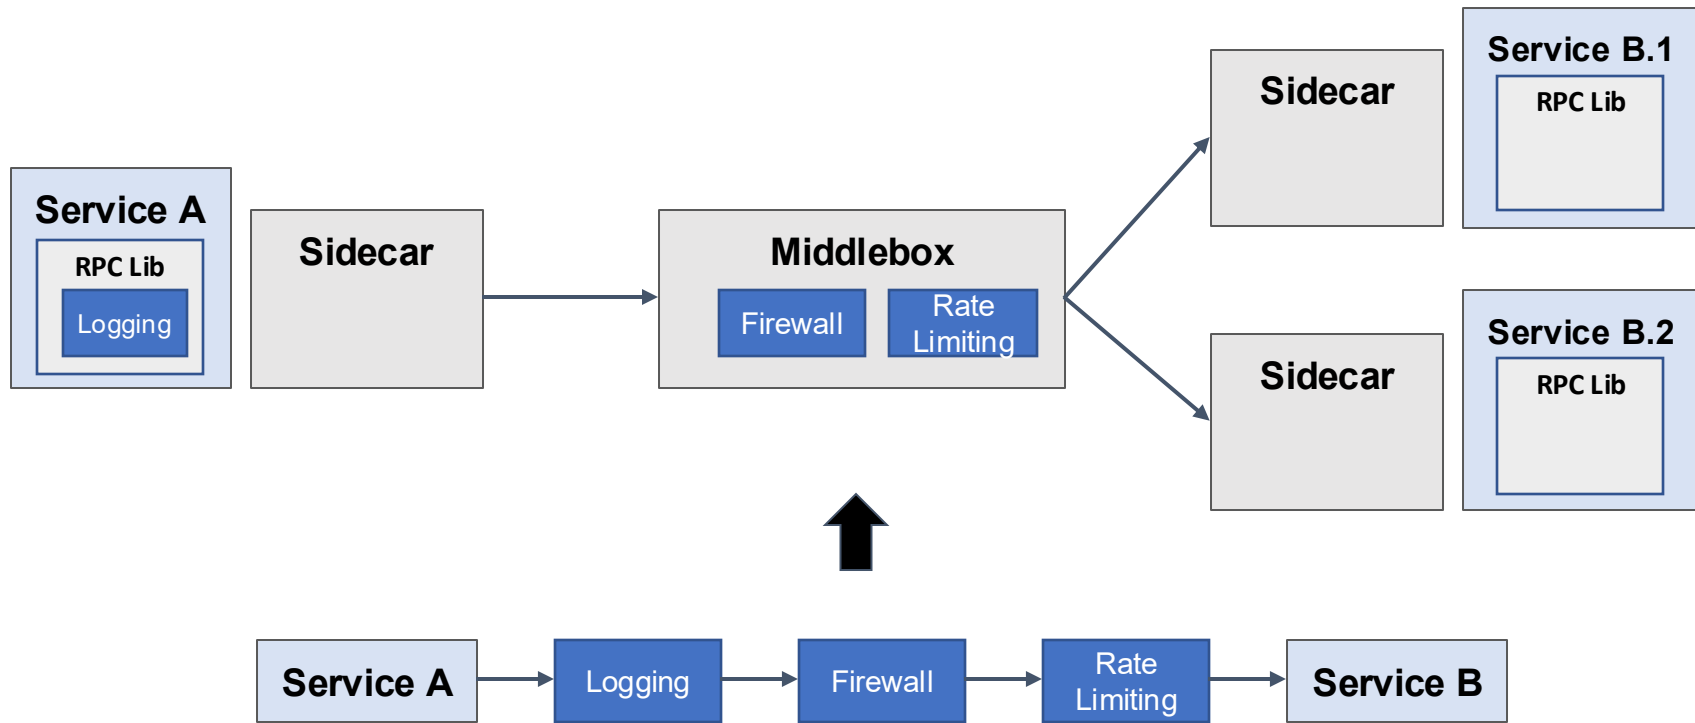 Service A
RPC Lib
Logging
Sidecar
Middlebox
Firewall
Rate
Limiting
Sidecar
Service B.1
RPC Lib
Sidecar
Service B.2
RPC Lib
Service A
Logging
Firewall
Rate
Limiting
Service B